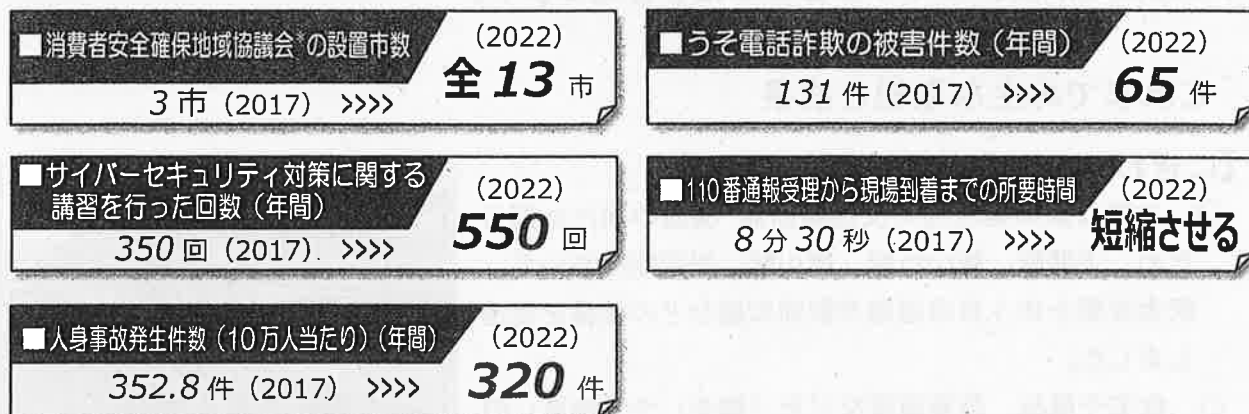 ■消費者安全確保地域協議会*の設置市数
(2022)
3市(2017) >>>> 全13市
■うそ電話詐欺の被害件数(年間)
(2022)
131件(2017) >>>> 65件
■サイバーセキュリティ対策に関する
講習を行った回数(年間)
(2022)
350回(2017) >>>> 550回
■110番通報受理から現場到着までの所要時間
(2022)
8分30秒(2017) >>>> 短縮させる
■人身事故発生件数(10万人当たり)(年間)
(2022)
352.8件(2017) >>>> 320件